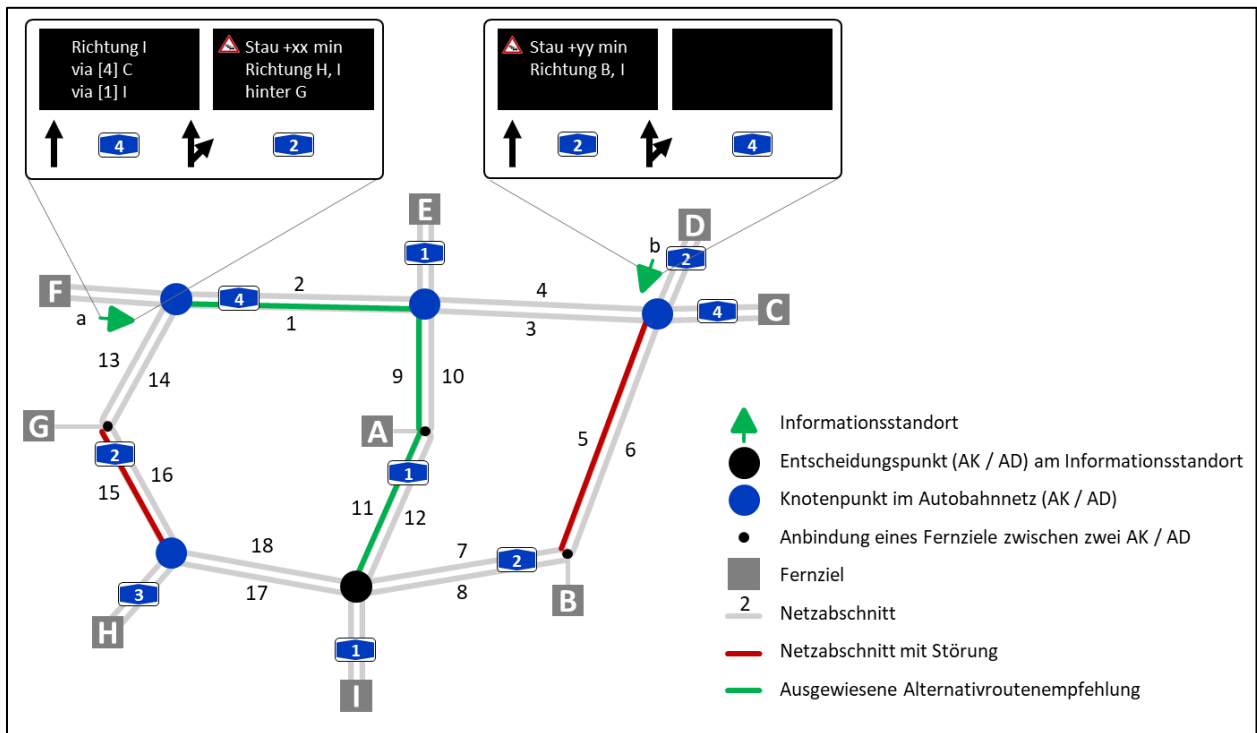 Richtung I
via [4] C
via [1] I
Stau +xx min
Richtung H, I
hinter G
4
2
Stau +yy min
Richtung B, I
2
4
E
D
b
1
2
F
a
4
2
1
4
3
4
C
13
14
9
10
G
A
2
1
5
6
15
16
11
12
18
17
7
8
2
3
H
B
1
I
Informationsstandort
Entscheidungspunkt (AK / AD) am Informationsstandort
Knotenpunkt im Autobahnnetz (AK / AD)
Anbindung eines Fernziele zwischen zwei AK / AD
Fernziel
2
Netzabschnitt
Netzabschnitt mit Störung
Ausgewiesene Alternativroutenempfehlung